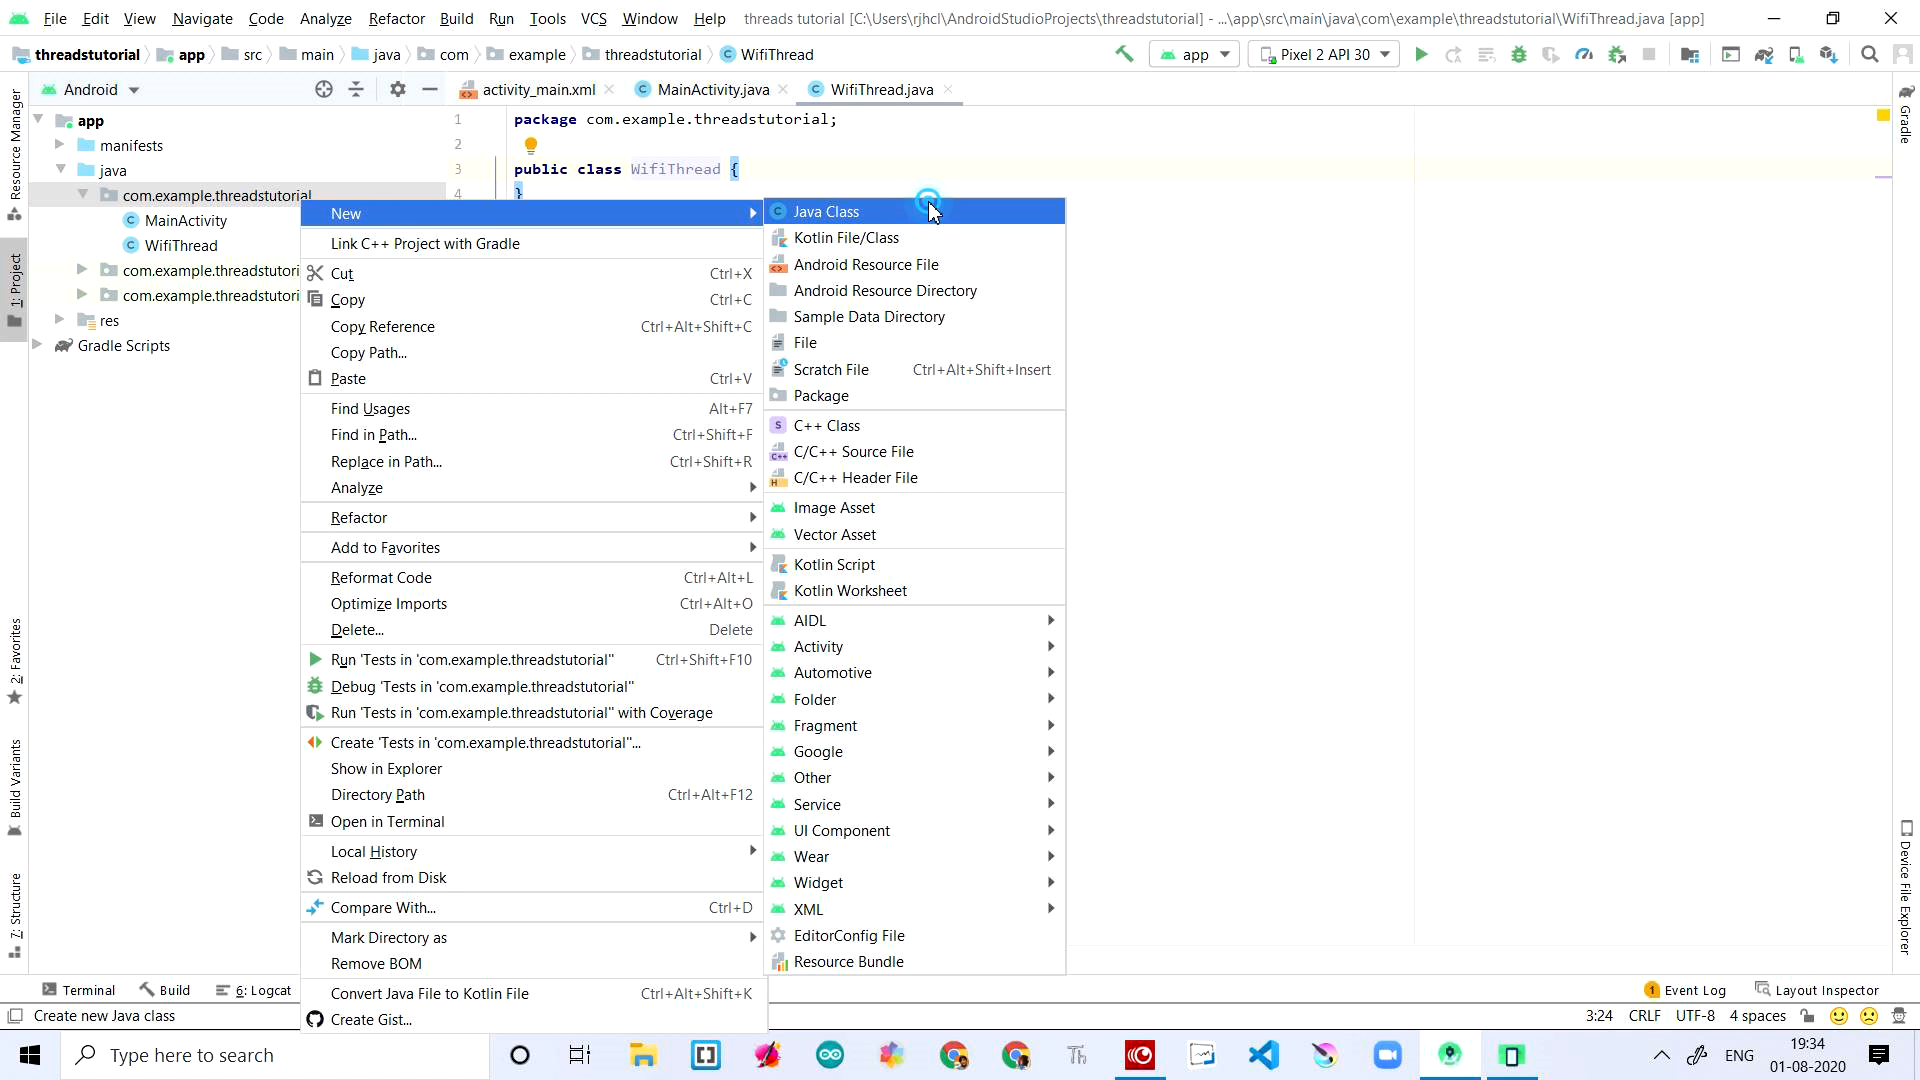 File Edit View Navigate Code Analyze Refactor Build Run Tools VCS Window Help threads tutorial [C:\Users\rjhcl\AndroidStudioProjects\threadstutorial] - ...\app\src\main\java\com\example\threadstutorial\WifiThread.java [app]
threadstutorial app src main java com example threadstutorial WifiThread app Pixel 2 API 30
Android activity_main.xml MainActivity.java WifiThread.java
app
manifests
java
com.example.threadstutorial
MainActivity
WifiThread
com.example.threadstutori
com.example.threadstutori
res
Gradle Scripts
1 package com.example.threadstutorial;
2
3 public class WifiThread {
4 }
New
Link C++ Project with Gradle
Cut Ctrl+X
Copy Ctrl+C
Copy Reference Ctrl+Alt+Shift+C
Copy Path...
Paste Ctrl+V
Find Usages Alt+F7
Find in Path... Ctrl+Shift+F
Replace in Path... Ctrl+Shift+R
Analyze
Refactor
Add to Favorites
Reformat Code Ctrl+Alt+L
Optimize Imports Ctrl+Alt+O
Delete... Delete
Run 'Tests in 'com.example.threadstutorial'' Ctrl+Shift+F10
Debug 'Tests in 'com.example.threadstutorial''
Run 'Tests in 'com.example.threadstutorial'' with Coverage
Create 'Tests in 'com.example.threadstutorial''...
Show in Explorer
Directory Path Ctrl+Alt+F12
Open in Terminal
Local History
Reload from Disk
Compare With... Ctrl+D
Mark Directory as
Remove BOM
Convert Java File to Kotlin File Ctrl+Alt+Shift+K
Create Gist...
Java Class
Kotlin File/Class
Android Resource File
Android Resource Directory
Sample Data Directory
File
Scratch File Ctrl+Alt+Shift+Insert
Package
C++ Class
C/C++ Source File
C/C++ Header File
Image Asset
Vector Asset
Kotlin Script
Kotlin Worksheet
AIDL
Activity
Automotive
Folder
Fragment
Google
Other
Service
UI Component
Wear
Widget
XML
EditorConfig File
Resource Bundle
Resource Manager
1: Project
2: Favorites
Build Variants
7: Structure
Gradle
Device File Explorer
Terminal Build 6: Logcat 1 Event Log Layout Inspector
Create new Java class 3:24 CRLF UTF-8 4 spaces
Type here to search ENG 19:34
01-08-2020